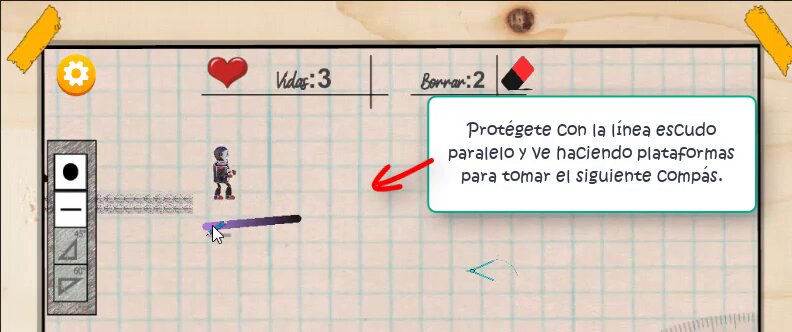 Vidas:3 Borrar:2
Protégete con la línea escudo
paralelo y ve haciendo plataformas
para tomar el siguiente compás.
45°
60°